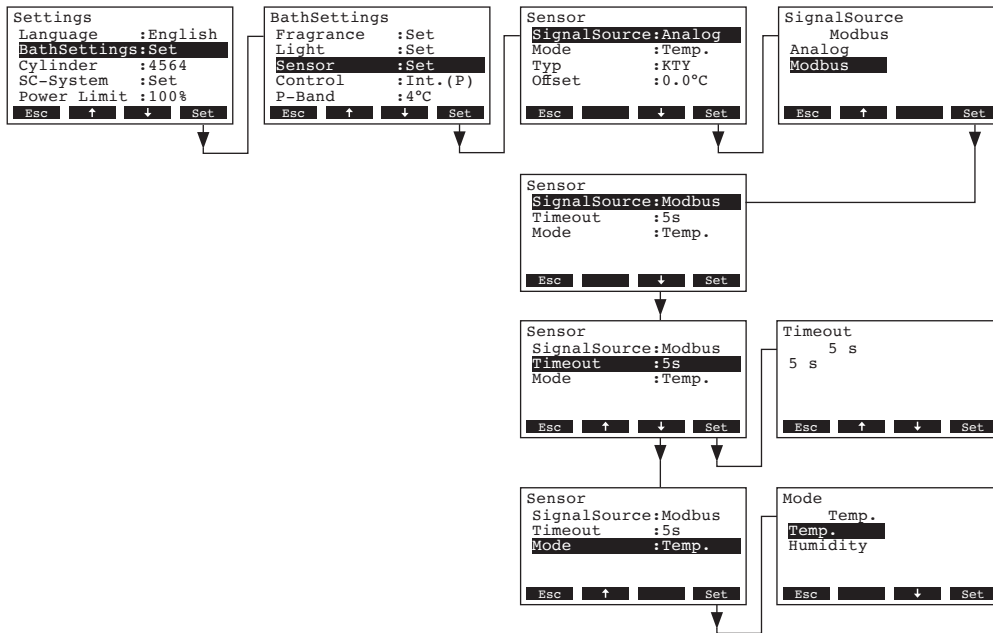 Settings
Language :English
BathSettings:Set
Cylinder :4564
SC-System :Set
Power Limit :100%
Esc ↑ ↓ Set
BathSettings
Fragrance :Set
Light :Set
Sensor :Set
Control :Int.(P)
P-Band :4°C
Esc ↑ ↓ Set
Sensor
SignalSource:Analog
Mode :Temp.
Typ :KTY
Offset :0.0°C
Esc ↓ Set
SignalSource
Modbus
Analog
Modbus
Esc ↑ Set
Sensor
SignalSource:Modbus
Timeout :5s
Mode :Temp.
Esc ↓ Set
Sensor
SignalSource:Modbus
Timeout :5s
Mode :Temp.
Esc ↑ ↓ Set
Timeout
5 s
5 s
Esc ↑ ↓ Set
Sensor
SignalSource:Modbus
Timeout :5s
Mode :Temp.
Esc ↑ Set
Mode
Temp.
Temp.
Humidity
Esc ↓ Set